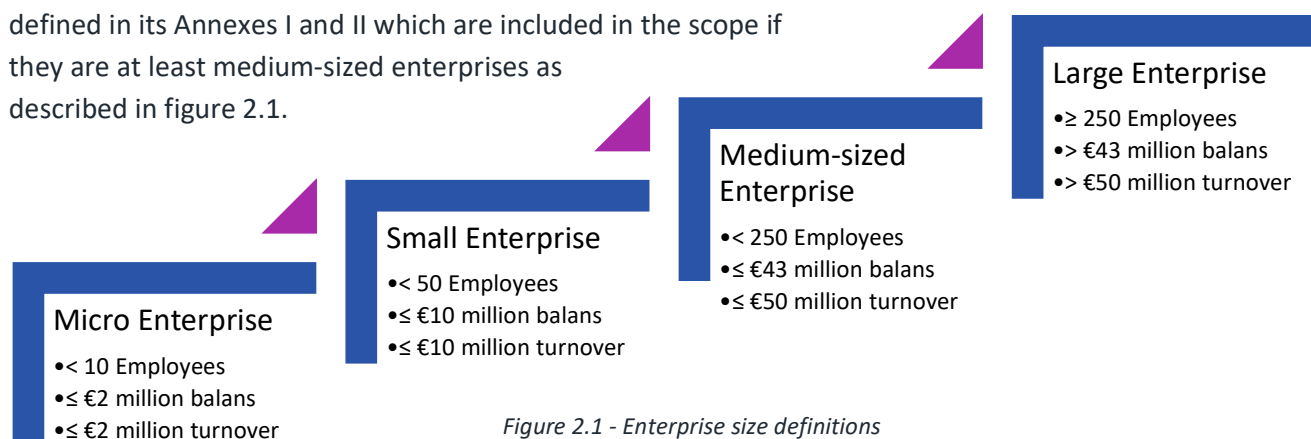 defined in its Annexes I and II which are included in the scope if
they are at least medium-sized enterprises as
described in figure 2.1.
Micro Enterprise
•< 10 Employees
•≤ €2 million balans
•≤ €2 million turnover
Small Enterprise
•< 50 Employees
•≤ €10 million balans
•≤ €10 million turnover
Medium-sized
Enterprise
•< 250 Employees
•≤ €43 million balans
•≤ €50 million turnover
Large Enterprise
•≥ 250 Employees
•> €43 million balans
•> €50 million turnover
Figure 2.1 - Enterprise size definitions